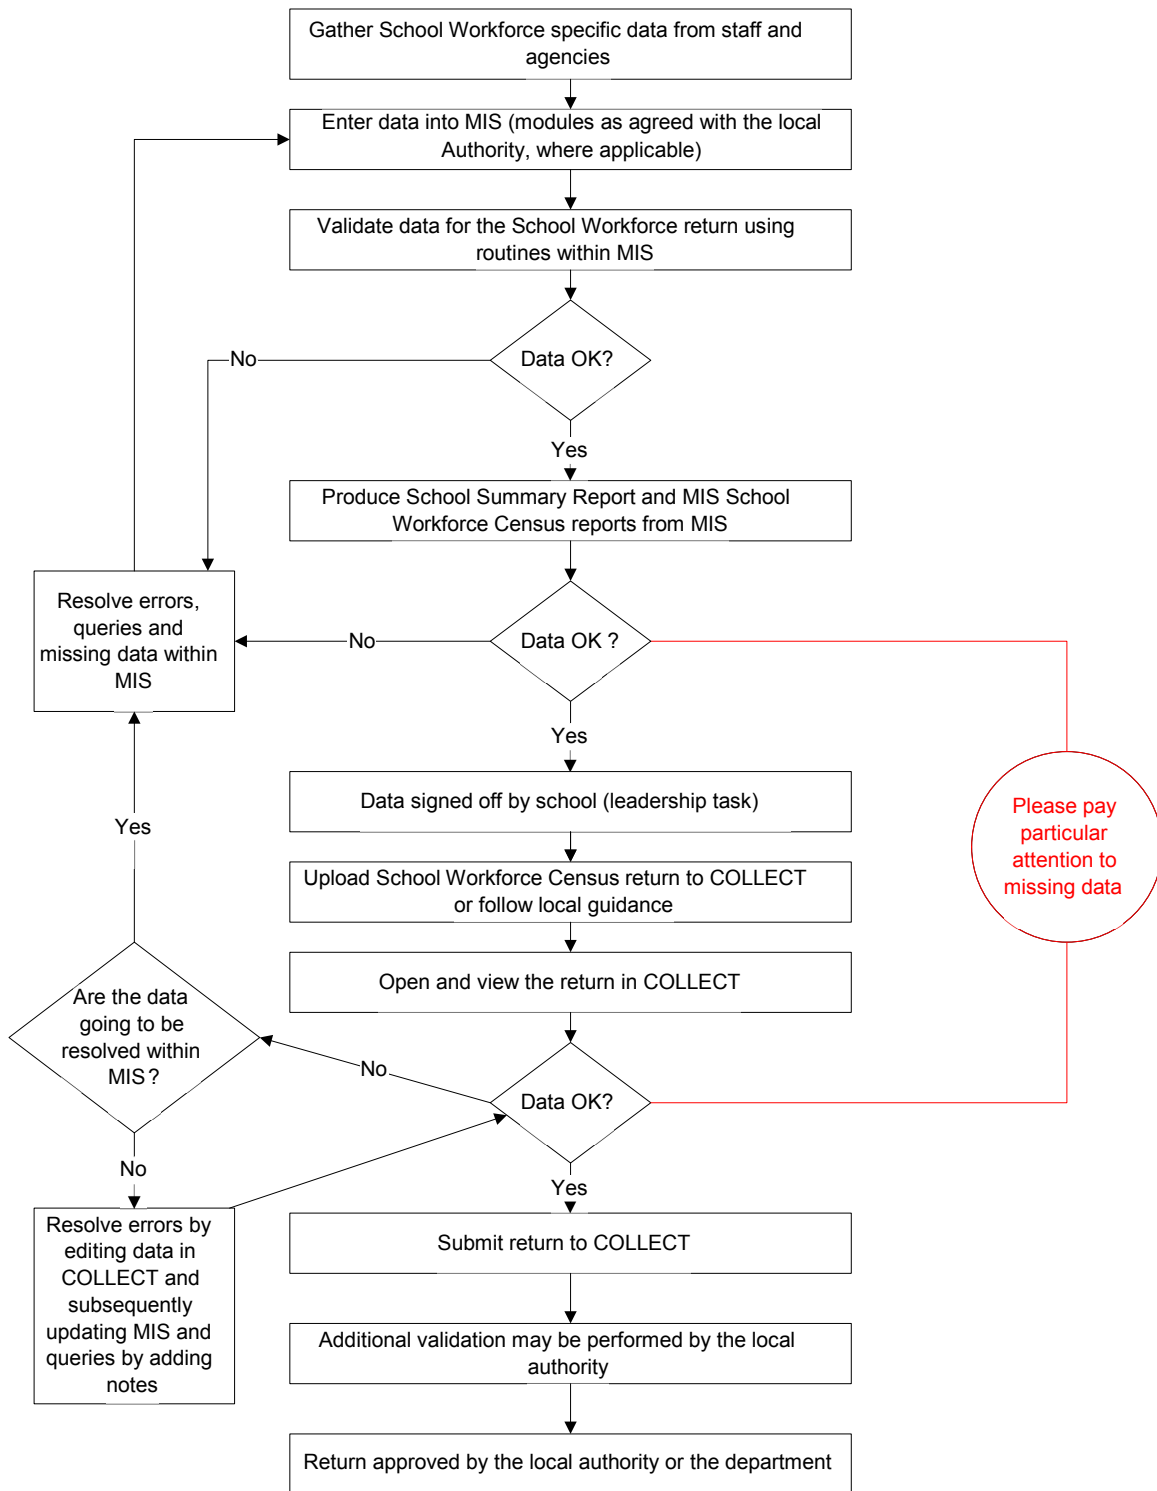 Gather School Workforce specific data from staff and
agencies
Enter data into MIS (modules as agreed with the local
Authority, where applicable)
Validate data for the School Workforce return using
routines within MIS
Data OK?
No
Yes
Produce School Summary Report and MIS School
Workforce Census reports from MIS
Resolve errors,
queries and
missing data within
MIS
No
Data OK ?
Yes
Data signed off by school (leadership task)
Please pay
particular
attention to
missing data
Yes
Upload School Workforce Census return to COLLECT
or follow local guidance
Open and view the return in COLLECT
Are the data
going to be
resolved within
MIS?
No
Data OK?
No
Yes
Resolve errors by
editing data in
COLLECT and
subsequently
updating MIS and
queries by adding
notes
Submit return to COLLECT
Additional validation may be performed by the local
authority
Return approved by the local authority or the department